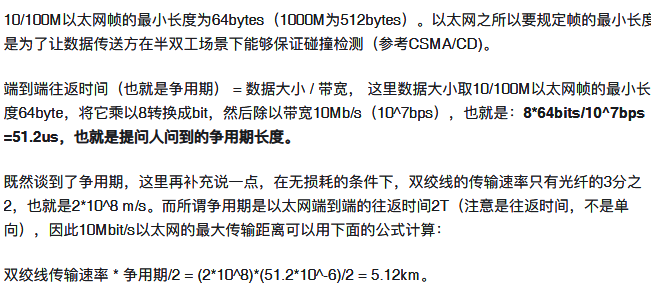 10/100M以太网帧的最小长度为64bytes（1000M为512bytes）。以太网之所以要规定帧的最小长度
是为了让数据传送方在半双工场景下能够保证碰撞检测（参考CSMA/CD)。
端到端往返时间（也就是争用期） = 数据大小 / 带宽， 这里数据大小取10/100M以太网帧的最小长
度64byte，将它乘以8转换成bit，然后除以带宽10Mb/s（10^7bps），也就是：8*64bits/10^7bps
=51.2us，也就是提问人问到的争用期长度。
既然谈到了争用期，这里再补充说一点，在无损耗的条件下，双绞线的传输速率只有光纤的3分之
2，也就是2*10^8 m/s。而所谓争用期是以太网端到端的往返时间2T（注意是往返时间，不是单
向），因此10Mbit/s以太网的最大传输距离可以用下面的公式计算：
双绞线传输速率 * 争用期/2 = (2*10^8)*(51.2*10^-6)/2 = 5.12km。